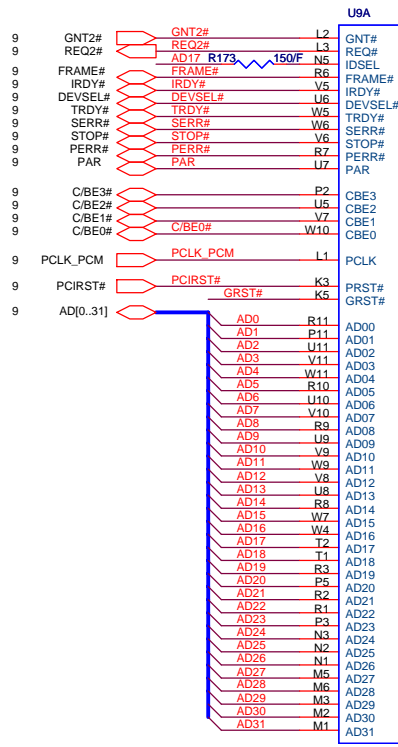 U9A
9 GNT2# GNT2# L2 GNT#
9 REQ2# REQ2# L3 REQ#
AD17 R173 150/F N5 IDSEL
9 FRAME# FRAME# R6 FRAME#
9 IRDY# IRDY# V5 IRDY#
9 DEVSEL# DEVSEL# U6 DEVSEL#
9 TRDY# TRDY# W5 TRDY#
9 SERR# SERR# W6 SERR#
9 STOP# STOP# V6 STOP#
9 PERR# PERR# R7 PERR#
9 PAR PAR U7 PAR
9 C/BE3# P2 CBE3
9 C/BE2# U5 CBE2
9 C/BE1# V7 CBE1
9 C/BE0# C/BE0# W10 CBE0
9 PCLK_PCM PCLK_PCM L1 PCLK
9 PCIRST# PCIRST# K3 PRST#
GRST# K5 GRST#
9 AD[0..31]
AD0 R11 AD00
AD1 P11 AD01
AD2 U11 AD02
AD3 V11 AD03
AD4 W11 AD04
AD5 R10 AD05
AD6 U10 AD06
AD7 V10 AD07
AD8 R9 AD08
AD9 U9 AD09
AD10 V9 AD10
AD11 W9 AD11
AD12 V8 AD12
AD13 U8 AD13
AD14 R8 AD14
AD15 W7 AD15
AD16 W4 AD16
AD17 T2 AD17
AD18 T1 AD18
AD19 R3 AD19
AD20 P5 AD20
AD21 R2 AD21
AD22 R1 AD22
AD23 P3 AD23
AD24 N3 AD24
AD25 N2 AD25
AD26 N1 AD26
AD27 M5 AD27
AD28 M6 AD28
AD29 M3 AD29
AD30 M2 AD30
AD31 M1 AD31